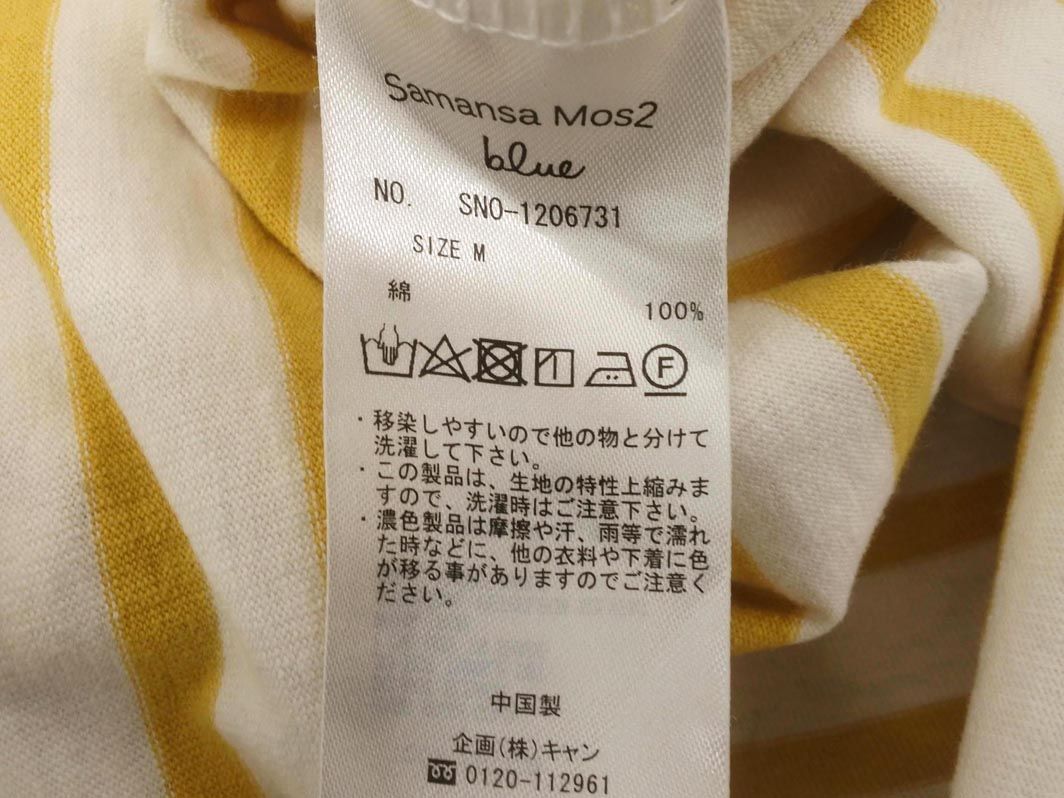 Samansa Mos2
blue
NO. SNO-1206731
SIZE M
綿 100%
F
・移染しやすいので他の物と分けて
洗濯して下さい。
・この製品は、生地の特性上縮みま
すので、洗濯時はご注意下さい。
・濃色製品は摩擦や汗、雨等で濡れ
た時などに、他の衣料や下着に色
が移る事がありますのでご注意く
ださい。
中国製
企画(株)キャン
0120-112961